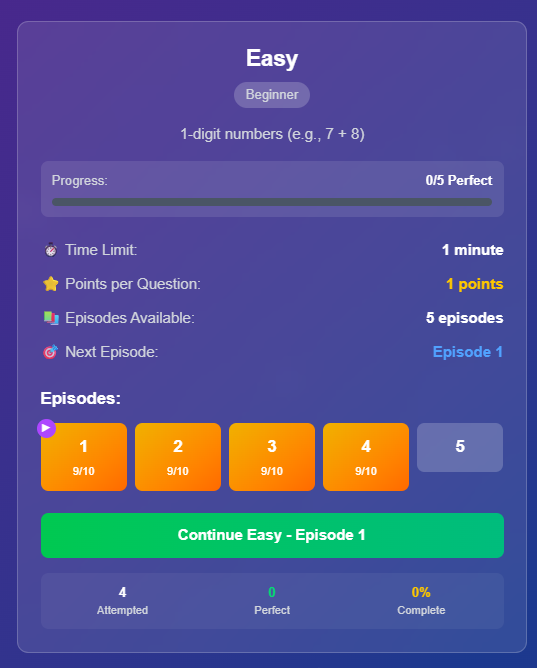 Easy
Beginner
1-digit numbers (e.g., 7 + 8)
Progress: 0/5 Perfect
Time Limit: 1 minute
Points per Question: 1 points
Episodes Available: 5 episodes
Next Episode: Episode 1
Episodes:
1 2 3 4 5
9/10 9/10 9/10 9/10
Continue Easy - Episode 1
4 0 0%
Attempted Perfect Complete